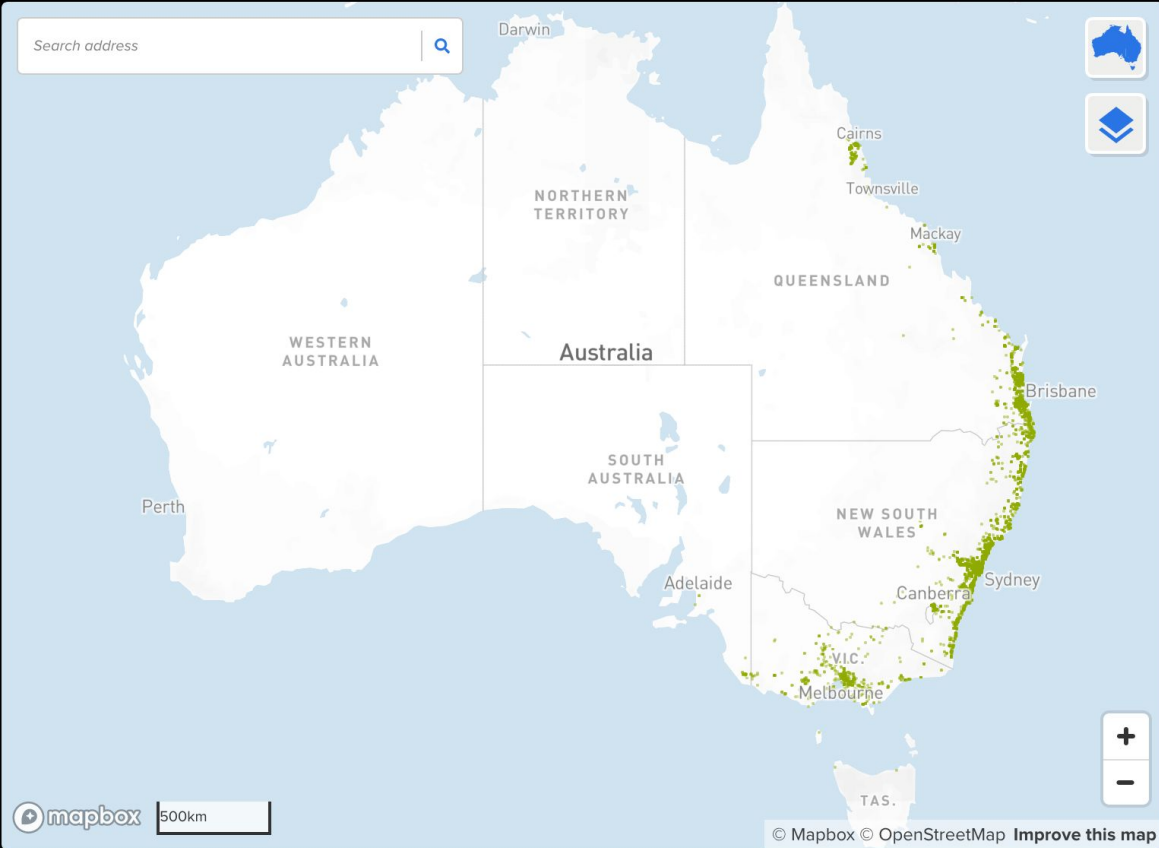 Search address
Darwin
Cairns
Townsville
NORTHERN
TERRITORY
Mackay
QUEENSLAND
WESTERN
AUSTRALIA
Australia
Brisbane
SOUTH
AUSTRALIA
Perth
NEW SOUTH
WALES
Adelaide
Sydney
Canberra
V.I.C.
Melbourne
+
−
TAS.
mapbox
500km
© Mapbox © OpenStreetMap Improve this map